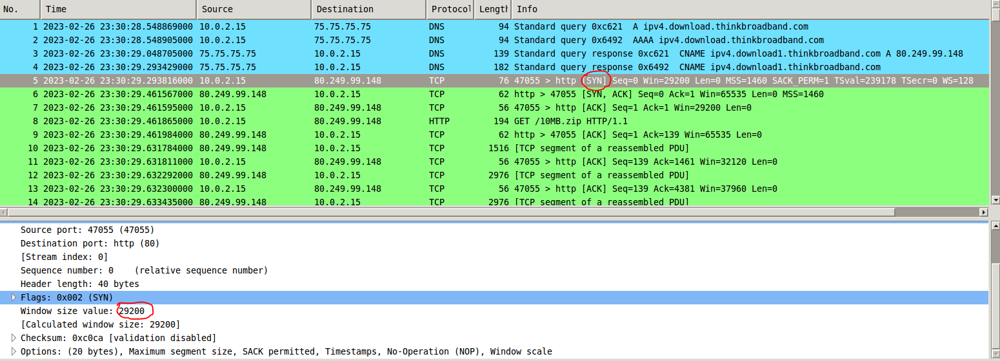 No. Time Source Destination Protocol Length Info
1 2023-02-26 23:30:28.548869000 10.0.2.15 75.75.75.75 DNS 94 Standard query 0xc621 A ipv4.download.thinkbroadband.com
2 2023-02-26 23:30:28.548905000 10.0.2.15 75.75.75.75 DNS 94 Standard query 0x6492 AAAA ipv4.download.thinkbroadband.com
3 2023-02-26 23:30:29.048705000 75.75.75.75 10.0.2.15 DNS 139 Standard query response 0xc621 CNAME ipv4.download1.thinkbroadband.com A 80.249.99.148
4 2023-02-26 23:30:29.293429000 75.75.75.75 10.0.2.15 DNS 182 Standard query response 0x6492 CNAME ipv4.download1.thinkbroadband.com
5 2023-02-26 23:30:29.293816000 10.0.2.15 80.249.99.148 TCP 76 47055 > http [SYN] Seq=0 Win=29200 Len=0 MSS=1460 SACK_PERM=1 TSval=239178 TSecr=0 WS=128
6 2023-02-26 23:30:29.461567000 80.249.99.148 10.0.2.15 TCP 62 http > 47055 [SYN, ACK] Seq=0 Ack=1 Win=65535 Len=0 MSS=1460
7 2023-02-26 23:30:29.461595000 10.0.2.15 80.249.99.148 TCP 56 47055 > http [ACK] Seq=1 Ack=1 Win=29200 Len=0
8 2023-02-26 23:30:29.461865000 10.0.2.15 80.249.99.148 HTTP 194 GET /10MB.zip HTTP/1.1
9 2023-02-26 23:30:29.461984000 80.249.99.148 10.0.2.15 TCP 62 http > 47055 [ACK] Seq=1 Ack=139 Win=65535 Len=0
10 2023-02-26 23:30:29.631784000 80.249.99.148 10.0.2.15 TCP 1516 [TCP segment of a reassembled PDU]
11 2023-02-26 23:30:29.631811000 10.0.2.15 80.249.99.148 TCP 56 47055 > http [ACK] Seq=139 Ack=1461 Win=32120 Len=0
12 2023-02-26 23:30:29.632292000 80.249.99.148 10.0.2.15 TCP 2976 [TCP segment of a reassembled PDU]
13 2023-02-26 23:30:29.632300000 10.0.2.15 80.249.99.148 TCP 56 47055 > http [ACK] Seq=139 Ack=4381 Win=37960 Len=0
14 2023-02-26 23:30:29.633435000 80.249.99.148 10.0.2.15 TCP 2976 [TCP segment of a reassembled PDU]
Source port: 47055 (47055)
Destination port: http (80)
[Stream index: 0]
Sequence number: 0 (relative sequence number)
Header length: 40 bytes
Flags: 0x002 (SYN)
Window size value: 29200
[Calculated window size: 29200]
Checksum: 0xc0ca [validation disabled]
Options: (20 bytes), Maximum segment size, SACK permitted, Timestamps, No-Operation (NOP), Window scale